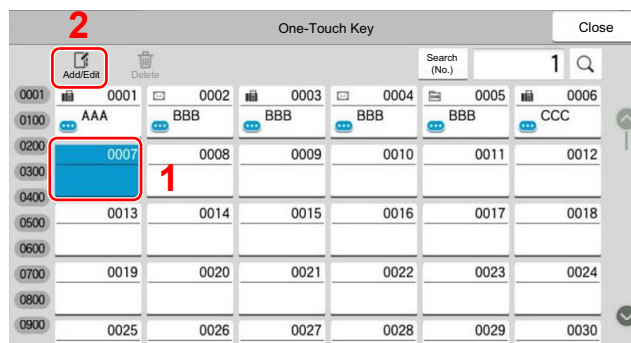 2
One-Touch Key
Close
Add/Edit
Delete
Search
(No.)
1
0001
0100
0200
0300
0400
0500
0600
0700
0800
0900
0001 0002 0003 0004 0005 0006
AAA BBB BBB BBB BBB CCC
0007 0008 0009 0010 0011 0012
1
0013 0014 0015 0016 0017 0018
0019 0020 0021 0022 0023 0024
0025 0026 0027 0028 0029 0030